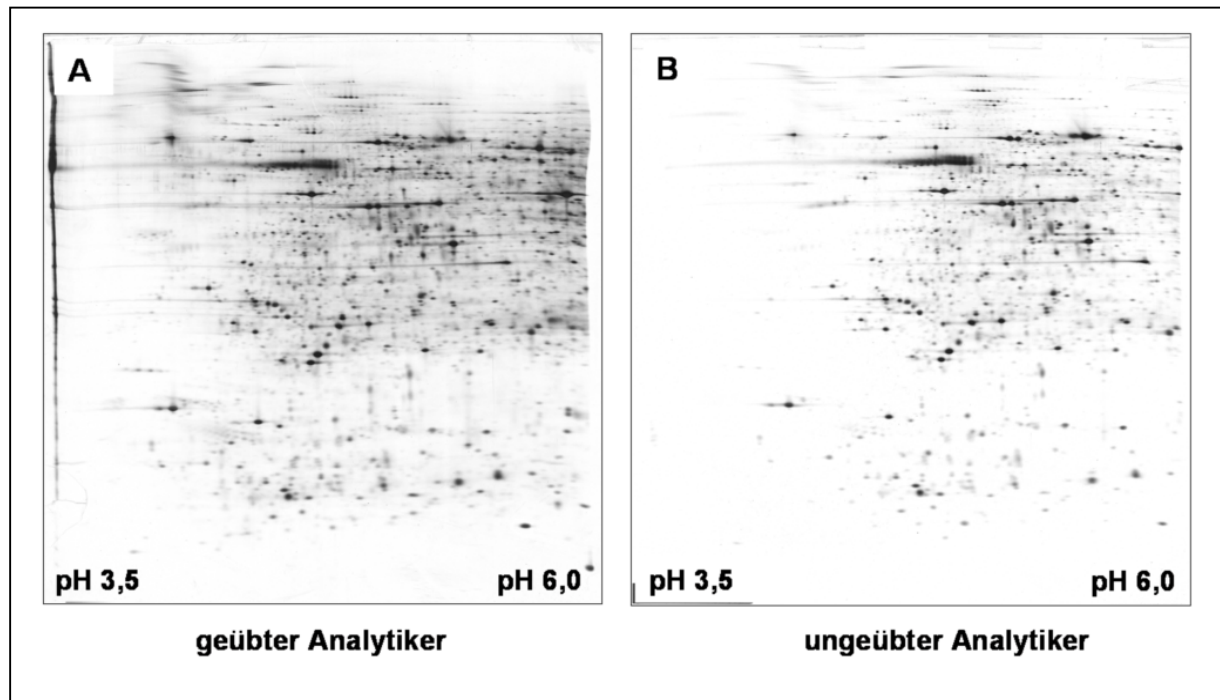 A
B
pH 3,5
pH 6,0
pH 3,5
pH 6,0
geübter Analytiker
ungeübter Analytiker